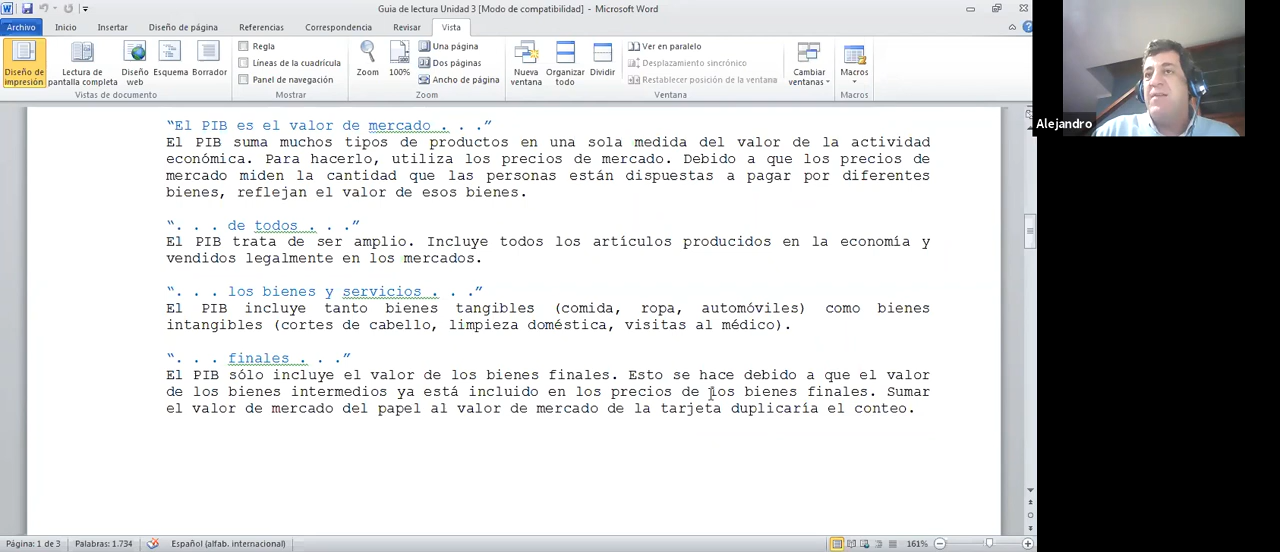 Guia de lectura Unidad 3 [Modo de compatibilidad] - Microsoft Word
Archivo Inicio Insertar Diseño de página Referencias Correspondencia Revisar Vista
Diseño de impresión
Lectura de pantalla completa
Diseño web
Esquema
Borrador
Vistas de documento
Regla
Líneas de la cuadrícula
Panel de navegación
Mostrar
Zoom
100%
Una página
Dos páginas
Ancho de página
Zoom
Nueva ventana
Organizar todo
Dividir
Ver en paralelo
Desplazamiento sincrónico
Restablecer posición de la ventana
Ventana
Cambiar ventanas
Macros
Macros
Alejandro
“El PIB es el valor de mercado . . .”
El PIB suma muchos tipos de productos en una sola medida del valor de la actividad
económica. Para hacerlo, utiliza los precios de mercado. Debido a que los precios de
mercado miden la cantidad que las personas están dispuestas a pagar por diferentes
bienes, reflejan el valor de esos bienes.
“. . . de todos . . .”
El PIB trata de ser amplio. Incluye todos los artículos producidos en la economía y
vendidos legalmente en los mercados.
“. . . los bienes y servicios . . .”
El PIB incluye tanto bienes tangibles (comida, ropa, automóviles) como bienes
intangibles (cortes de cabello, limpieza doméstica, visitas al médico).
“. . . finales . . .”
El PIB sólo incluye el valor de los bienes finales. Esto se hace debido a que el valor
de los bienes intermedios ya está incluido en los precios de los bienes finales. Sumar
el valor de mercado del papel al valor de mercado de la tarjeta duplicaría el conteo.
Página: 1 de 3 Palabras: 1.734 Español (alfab. internacional) 161%